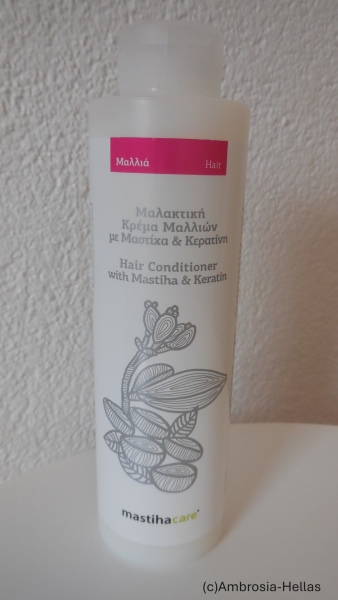 Μαλλιά Hair
Μαλακτική
Κρέμα Μαλλιών
με Μαστίχα & Κερατίνη
Hair Conditioner
with Mastiha & Keratin
mastihacare®
(c)Ambrosia-Hellas